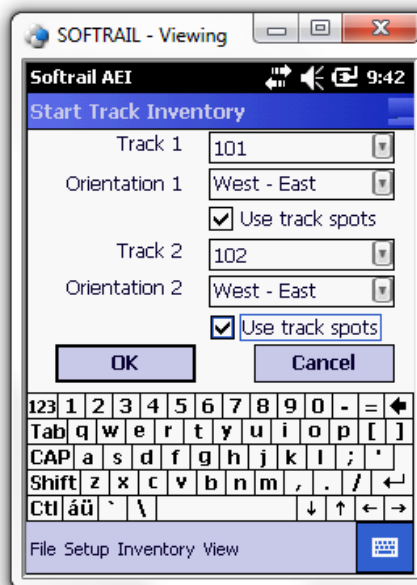 SOFTRAIL - Viewing
Softrail AEI 9:42
Start Track Inventory
Track 1 101
Orientation 1 West - East
Use track spots
Track 2 102
Orientation 2 West - East
Use track spots
OK Cancel
123 1 2 3 4 5 6 7 8 9 0 - =
Tab q w e r t y u i o p [ ]
CAP a s d f g h j k l ; '
Shift z x c v b n m , . /
Ctl áü ` \
File Setup Inventory View